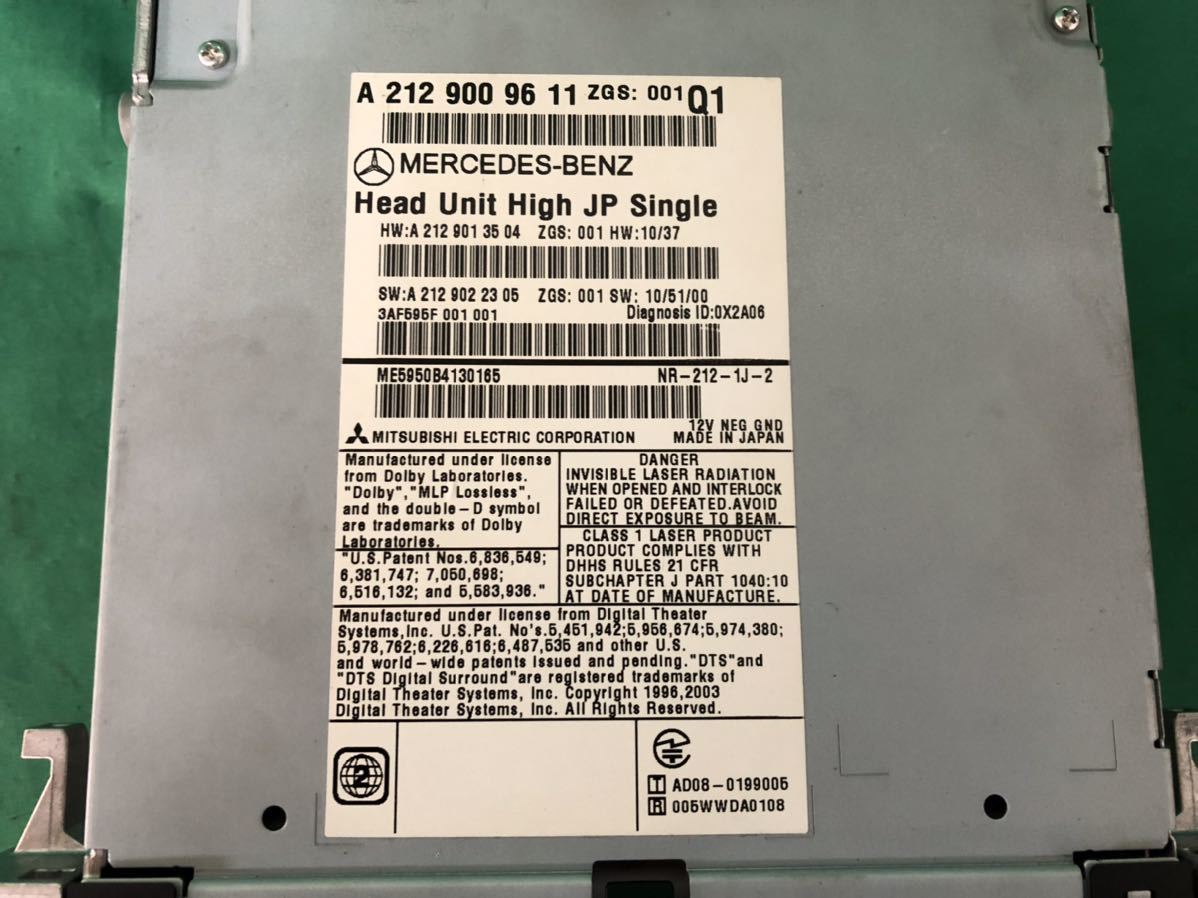 A 212 900 96 11 ZGS: 001 Q1
MERCEDES-BENZ
Head Unit High JP Single
HW:A 212 901 35 04 ZGS: 001 HW:10/37
SW:A 212 902 23 05 ZGS: 001 SW: 10/51/00
3AF595F 001 001 Diagnosis ID:0X2A06
ME5950B4130165 NR-212-1J-2
12V NEG GND
MITSUBISHI ELECTRIC CORPORATION MADE IN JAPAN
Manufactured under license
from Dolby Laboratories.
"Dolby","MLP Lossless",
and the double-D symbol
are trademarks of Dolby
Laboratories.
"U.S.Patent Nos.6,836,549;
6,381,747; 7,050,698;
6,516,132; and 5,583,936."
DANGER
INVISIBLE LASER RADIATION
WHEN OPENED AND INTERLOCK
FAILED OR DEFEATED.AVOID
DIRECT EXPOSURE TO BEAM.
CLASS 1 LASER PRODUCT
PRODUCT COMPLIES WITH
DHHS RULES 21 CFR
SUBCHAPTER J PART 1040:10
AT DATE OF MANUFACTURE.
Manufactured under license from Digital Theater
Systems,Inc. U.S.Pat. No's.5,451,942;5,956,674;5,974,380;
5,978,762;6,226,616;6,487,535 and other U.S.
and world-wide patents issued and pending."DTS"and
"DTS Digital Surround"are registered trademarks of
Digital Theater Systems, Inc. Copyright 1996,2003
Digital Theater Systems, Inc. All Rights Reserved.
2
T AD08-0199005
R 005WWDA0108